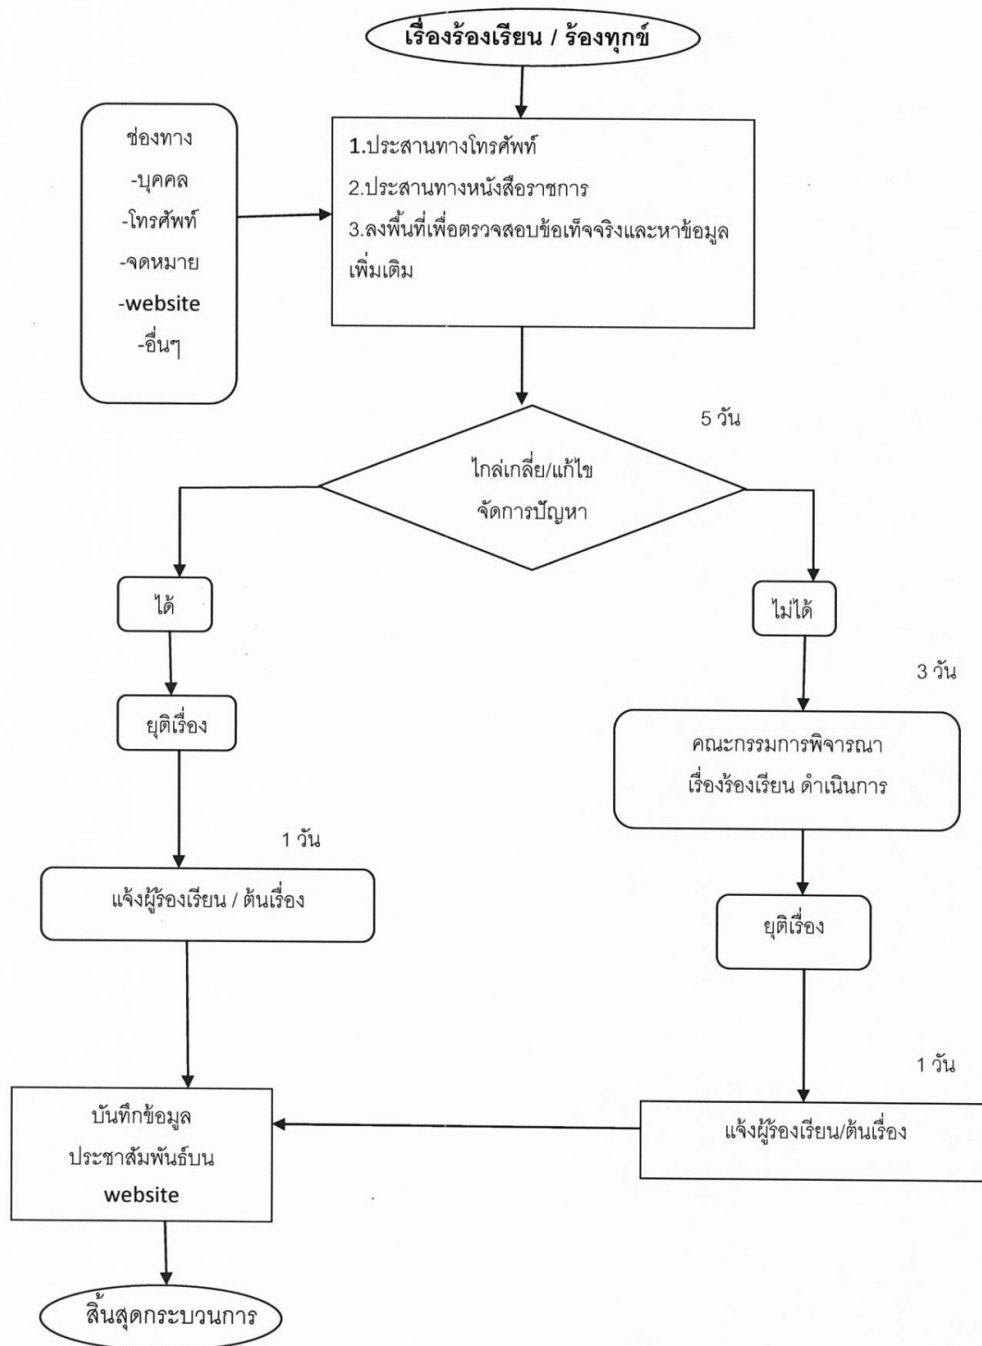 เรื่องร้องเรียน / ร้องทุกข์
ช่องทาง
-บุคคล
-โทรศัพท์
-จดหมาย
-website
-อื่นๆ
1.ประสานทางโทรศัพท์
2.ประสานทางหนังสือราชการ
3.ลงพื้นที่เพื่อตรวจสอบข้อเท็จจริงและหาข้อมูล
เพิ่มเติม
5 วัน
ไกล่เกลี่ย/แก้ไข
จัดการปัญหา
ได้
ไม่ได้
3 วัน
ยุติเรื่อง
คณะกรรมการพิจารณา
เรื่องร้องเรียน ดำเนินการ
1 วัน
แจ้งผู้ร้องเรียน / ต้นเรื่อง
ยุติเรื่อง
1 วัน
บันทึกข้อมูล
ประชาสัมพันธ์บน
website
แจ้งผู้ร้องเรียน/ต้นเรื่อง
สิ้นสุดกระบวนการ